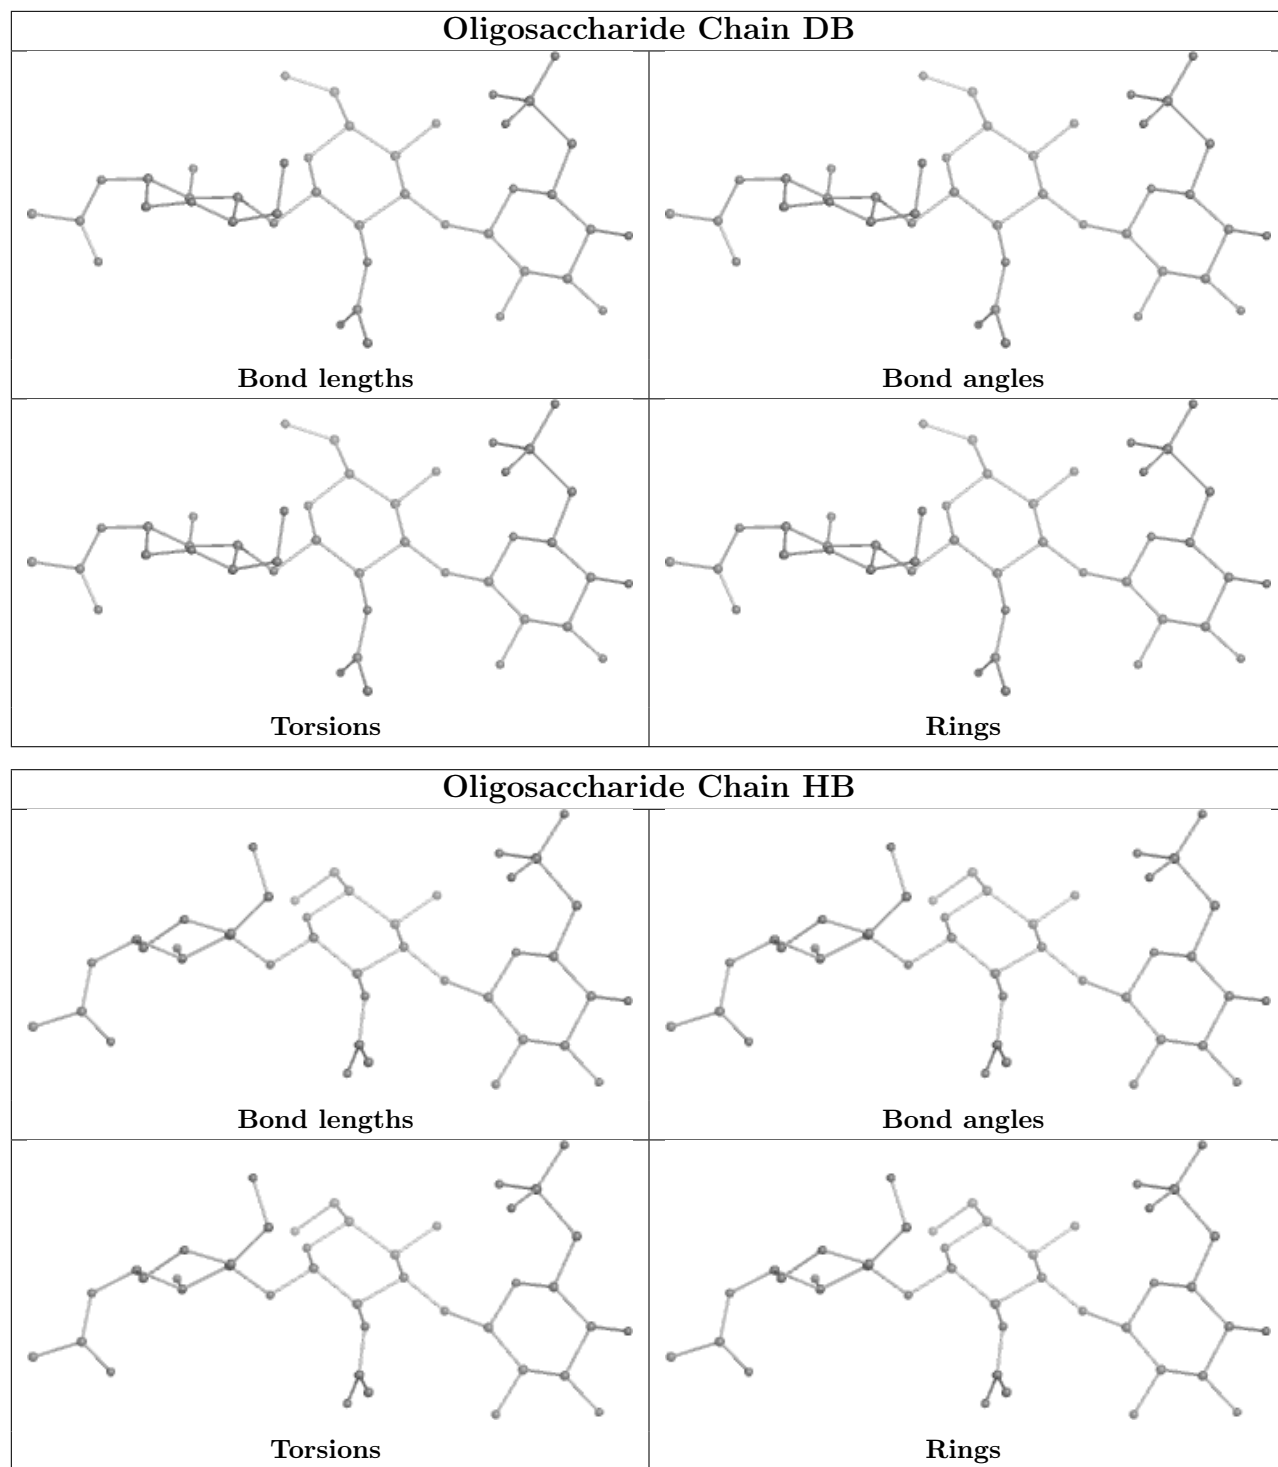 Oligosaccharide Chain DB
Bond lengths
Bond angles
Torsions
Rings
Oligosaccharide Chain HB
Bond lengths
Bond angles
Torsions
Rings